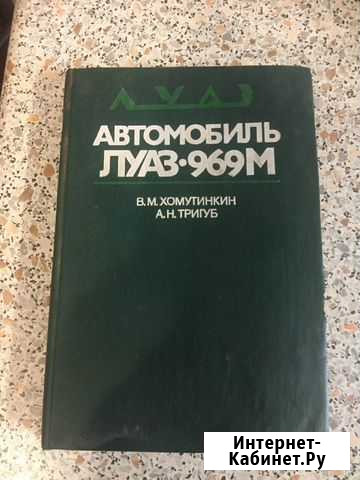 ЛУАЗ
АВТОМОБИЛЬ
ЛУАЗ·969М
В.М.ХОМУТИНКИН
А.Н.ТРИГУБ
Интернет-
Кабинет.Ру